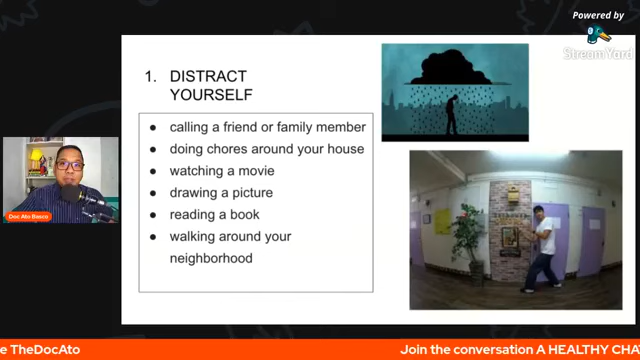 Powered by
StreamYard
1. DISTRACT
YOURSELF
● calling a friend or family member
● doing chores around your house
● watching a movie
● drawing a picture
● reading a book
● walking around your
neighborhood
Doc Ato Basco
e TheDocAto
Join the conversation A HEALTHY CHA